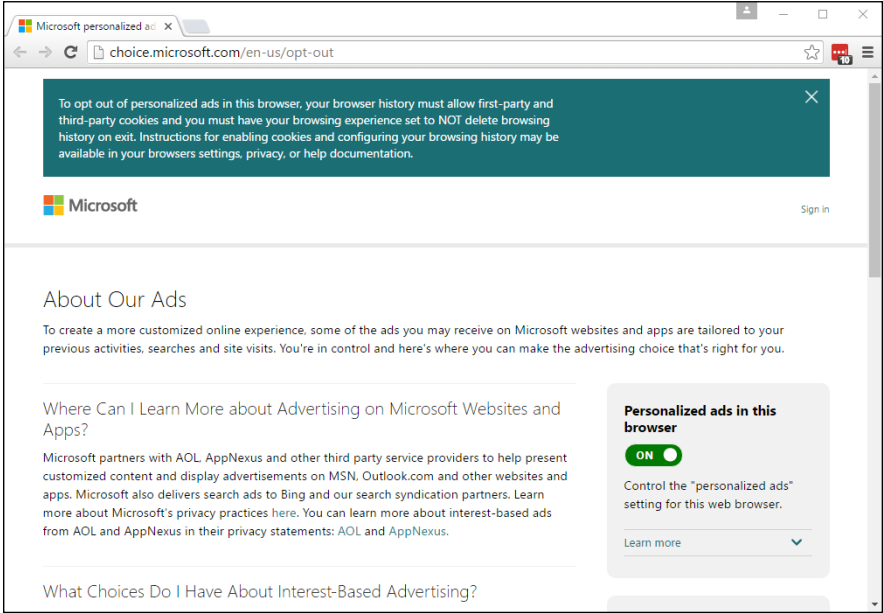 Microsoft personalized ad
choice.microsoft.com/en-us/opt-out
10
To opt out of personalized ads in this browser, your browser history must allow first-party and
third-party cookies and you must have your browsing experience set to NOT delete browsing
history on exit. Instructions for enabling cookies and configuring your browsing history may be
available in your browsers settings, privacy, or help documentation.
Microsoft
Sign in
About Our Ads
To create a more customized online experience, some of the ads you may receive on Microsoft websites and apps are tailored to your
previous activities, searches and site visits. You're in control and here's where you can make the advertising choice that's right for you.
Where Can I Learn More about Advertising on Microsoft Websites and
Apps?
Microsoft partners with AOL, AppNexus and other third party service providers to help present
customized content and display advertisements on MSN, Outlook.com and other websites and
apps. Microsoft also delivers search ads to Bing and our search syndication partners. Learn
more about Microsoft's privacy practices here. You can learn more about interest-based ads
from AOL and AppNexus in their privacy statements: AOL and AppNexus.
What Choices Do I Have About Interest-Based Advertising?
Personalized ads in this
browser
ON
Control the "personalized ads"
setting for this web browser.
Learn more